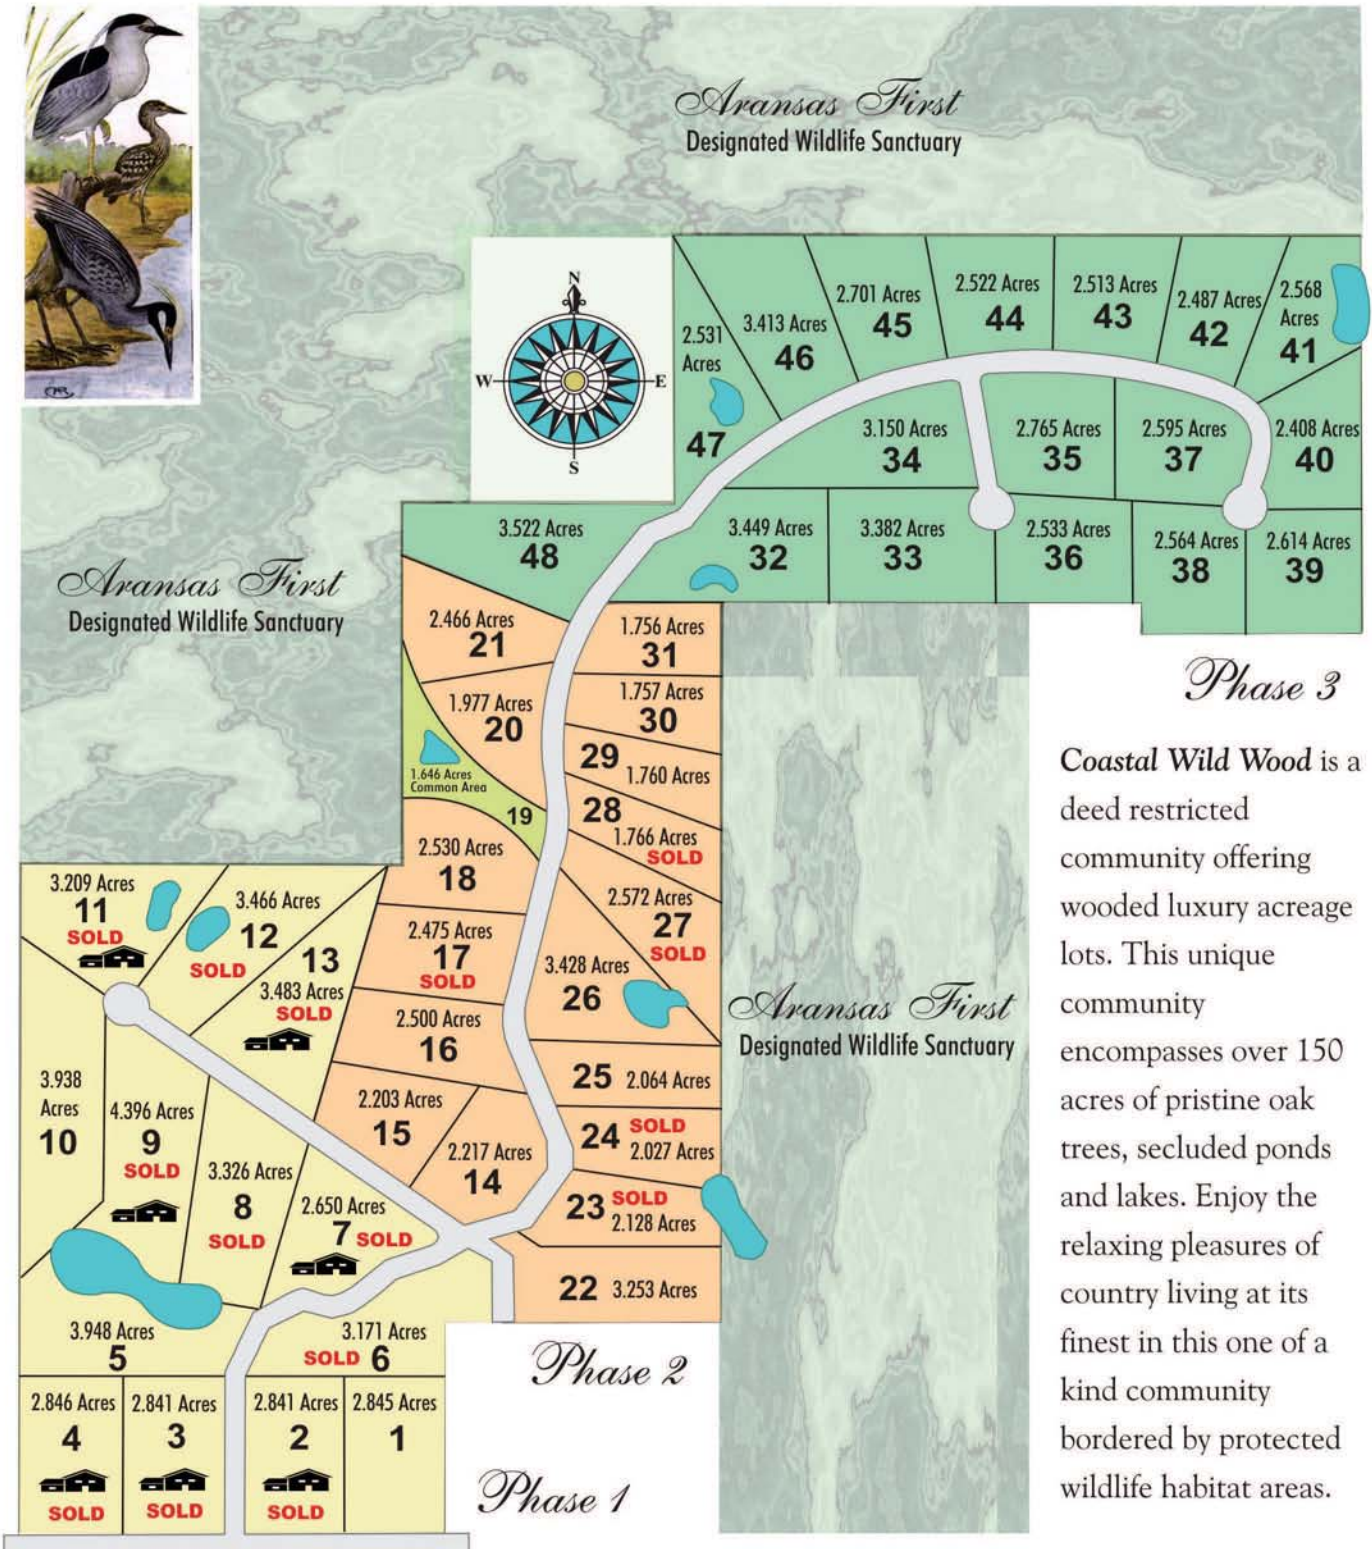 Aransas First
Designated Wildlife Sanctuary
N
W
E
S
2.531
Acres
47
3.413 Acres
46
2.701 Acres
45
2.522 Acres
44
2.513 Acres
43
2.487 Acres
42
2.568
Acres
41
3.150 Acres
34
2.765 Acres
35
2.595 Acres
37
2.408 Acres
40
3.522 Acres
48
3.449 Acres
32
3.382 Acres
33
2.533 Acres
36
2.564 Acres
38
2.614 Acres
39
Phase 3
Aransas First
Designated Wildlife Sanctuary
2.466 Acres
21
1.756 Acres
31
1.977 Acres
20
1.757 Acres
30
29
1.760 Acres
1.646 Acres
Common Area
19
28
1.766 Acres
SOLD
2.530 Acres
18
2.572 Acres
27
SOLD
2.475 Acres
17
SOLD
3.428 Acres
26
2.500 Acres
16
25 2.064 Acres
2.203 Acres
15
24 SOLD
2.027 Acres
2.217 Acres
14
23 SOLD
2.128 Acres
22 3.253 Acres
Phase 2
Aransas First
Designated Wildlife Sanctuary
3.209 Acres
11
SOLD
3.466 Acres
12
SOLD
13
3.483 Acres
SOLD
3.938
Acres
10
4.396 Acres
9
SOLD
3.326 Acres
8
SOLD
2.650 Acres
7 SOLD
3.948 Acres
5
3.171 Acres
SOLD 6
2.846 Acres
4
SOLD
2.841 Acres
3
SOLD
2.841 Acres
2
SOLD
2.845 Acres
1
Phase 1
Coastal Wild Wood is a
deed restricted
community offering
wooded luxury acreage
lots. This unique
community
encompasses over 150
acres of pristine oak
trees, secluded ponds
and lakes. Enjoy the
relaxing pleasures of
country living at its
finest in this one of a
kind community
bordered by protected
wildlife habitat areas.